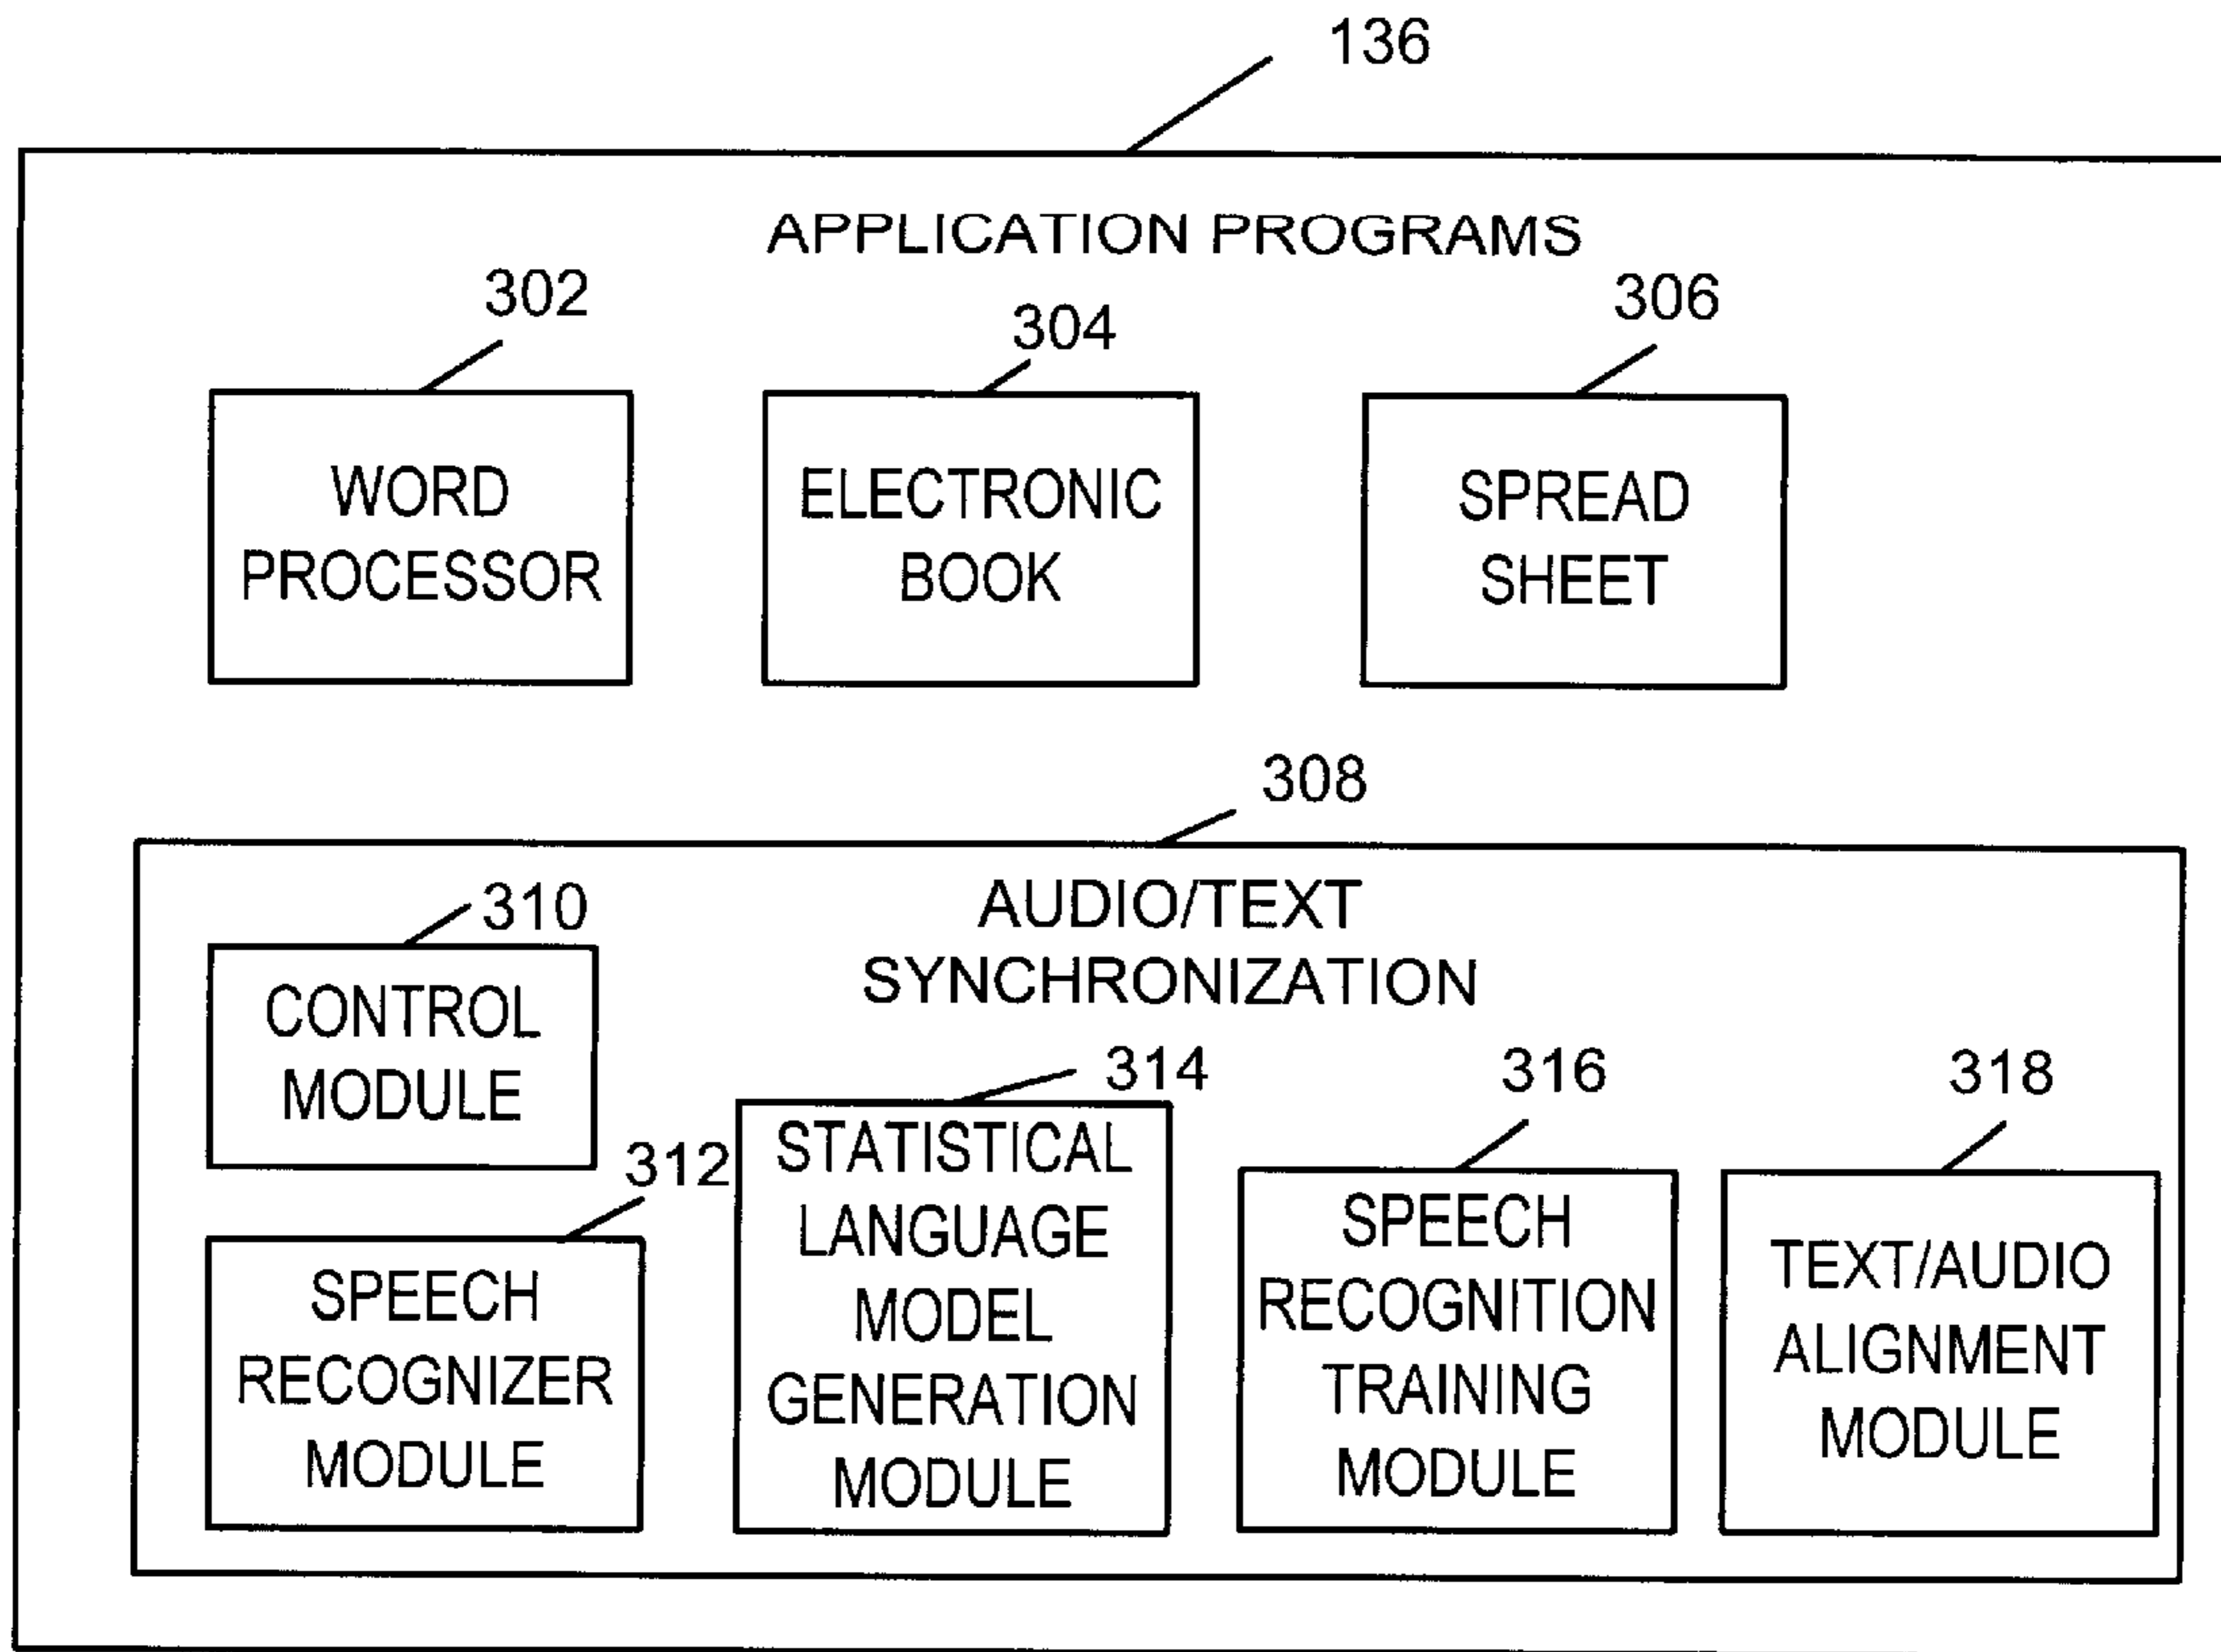 136
APPLICATION PROGRAMS
302
304
306
WORD
PROCESSOR
ELECTRONIC
BOOK
SPREAD
SHEET
308
AUDIO/TEXT
SYNCHRONIZATION
310
CONTROL
MODULE
312
SPEECH
RECOGNIZER
MODULE
314
STATISTICAL
LANGUAGE
MODEL
GENERATION
MODULE
316
SPEECH
RECOGNITION
TRAINING
MODULE
318
TEXT/AUDIO
ALIGNMENT
MODULE